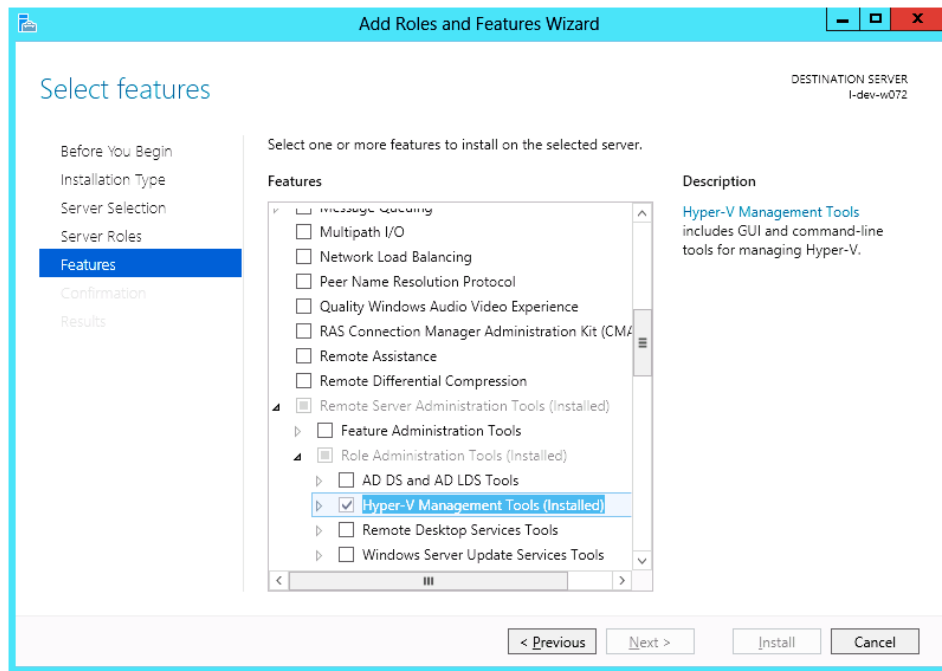 Add Roles and Features Wizard
Select features
DESTINATION SERVER
l-dev-w072
Before You Begin
Installation Type
Server Selection
Server Roles
Features
Confirmation
Results
Select one or more features to install on the selected server.
Features
Message Queuing
Multipath I/O
Network Load Balancing
Peer Name Resolution Protocol
Quality Windows Audio Video Experience
RAS Connection Manager Administration Kit (CMA
Remote Assistance
Remote Differential Compression
Remote Server Administration Tools (Installed)
Feature Administration Tools
Role Administration Tools (Installed)
AD DS and AD LDS Tools
Hyper-V Management Tools (Installed)
Remote Desktop Services Tools
Windows Server Update Services Tools
Description
Hyper-V Management Tools
includes GUI and command-line
tools for managing Hyper-V.
< Previous
Next >
Install
Cancel